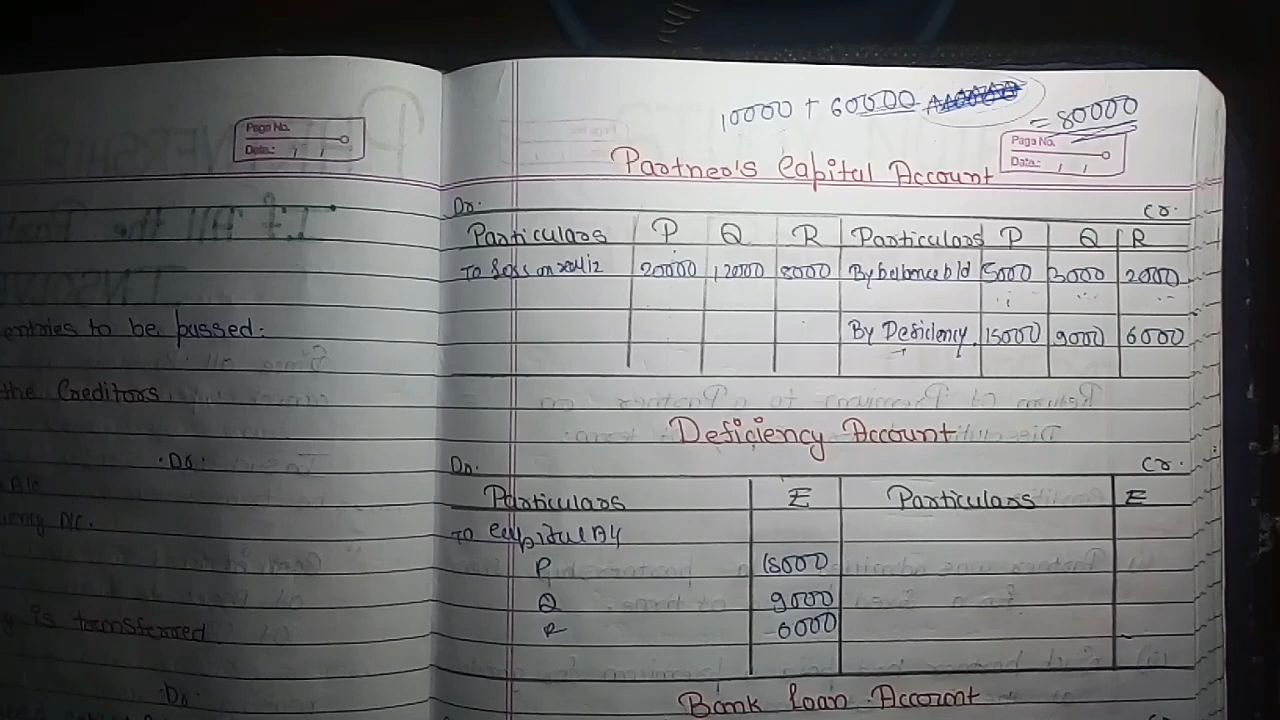 10000 + 60000
= 80000
Page No.
Date: / /
Page No.
Date: / /
Partner's Capital Account
Dr. Cr.
Particulars P Q R Particulars P Q R
To Loss on realiz 20000 12000 8000 By balance b/d 5000 3000 2000
By Deficiency 15000 9000 6000
Deficiency Account
Dr. Cr.
Particulars ₹ Particulars ₹
To Capital A/c
P 15000
Q 9000
R 6000
Bank Loan Account
entries to be passed:
the Creditors
Dr.
A/c
is transferred
Dr.